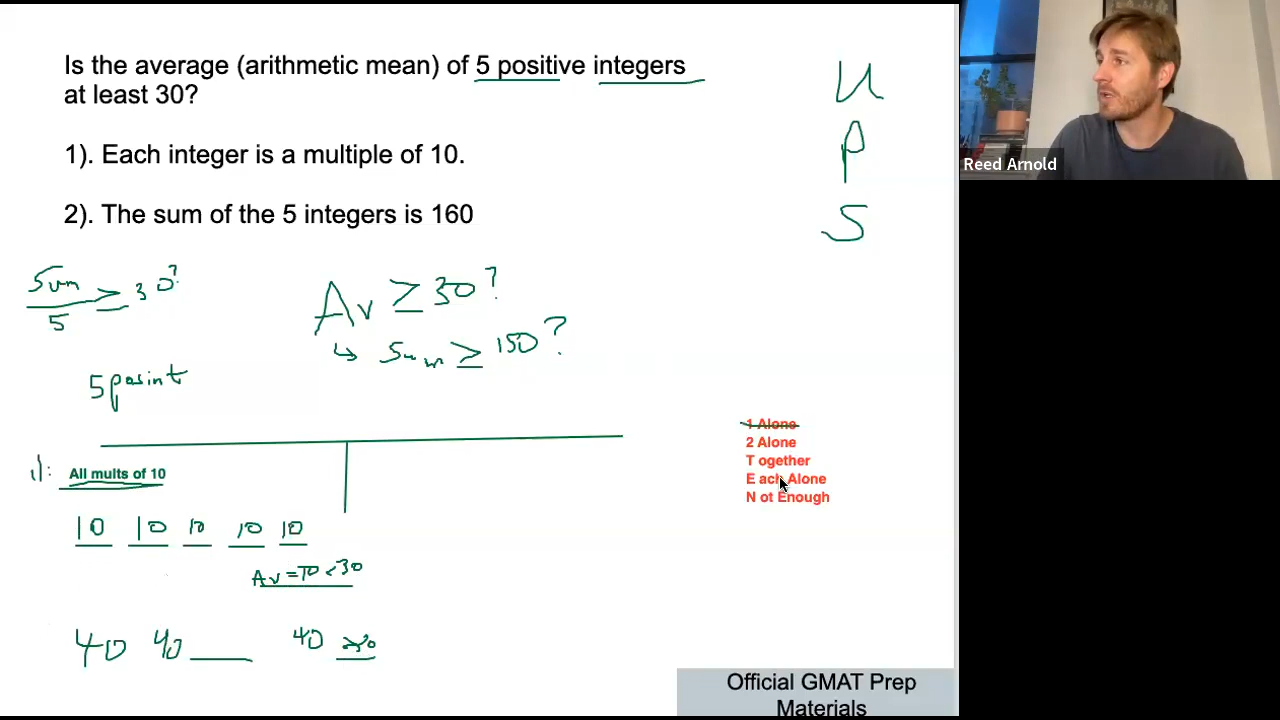 Is the average (arithmetic mean) of 5 positive integers
at least 30?
1). Each integer is a multiple of 10.
2). The sum of the 5 integers is 160
U
P
S
Reed Arnold
Sum/5 ≥ 30?
Av ≥ 30?
↳ Sum ≥ 150?
5 pos int
1): All mults of 10
10 10 10 10 10
Av = 10 < 30
40 40 ___ 40
1 Alone
2 Alone
T ogether
E ach Alone
N ot Enough
Official GMAT Prep
Materials